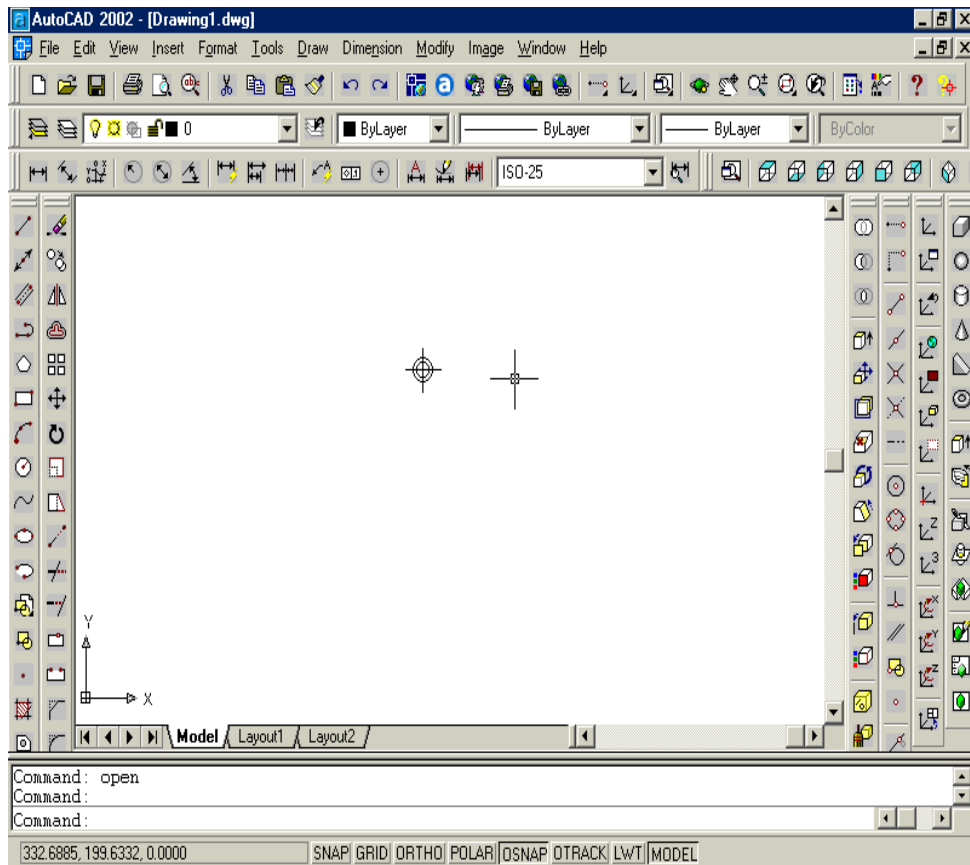 AutoCAD 2002 - [Drawing1.dwg]
File Edit View Insert Format Tools Draw Dimension Modify Image Window Help
0 ByLayer ByLayer ByLayer ByColor
ISO-25
Y
X
Model Layout1 Layout2
Command: open
Command:
Command:
332.6885, 199.6332, 0.0000 SNAP GRID ORTHO POLAR OSNAP OTRACK LWT MODEL